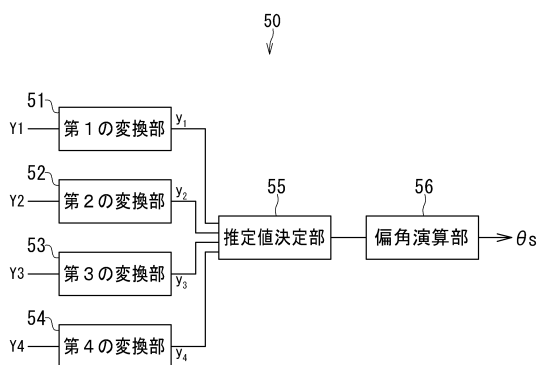 50
51
Y1 第1の変換部 y1
52
Y2 第2の変換部 y2
55 56
推定値決定部 偏角演算部 θs
53
Y3 第3の変換部 y3
54
Y4 第4の変換部 y4